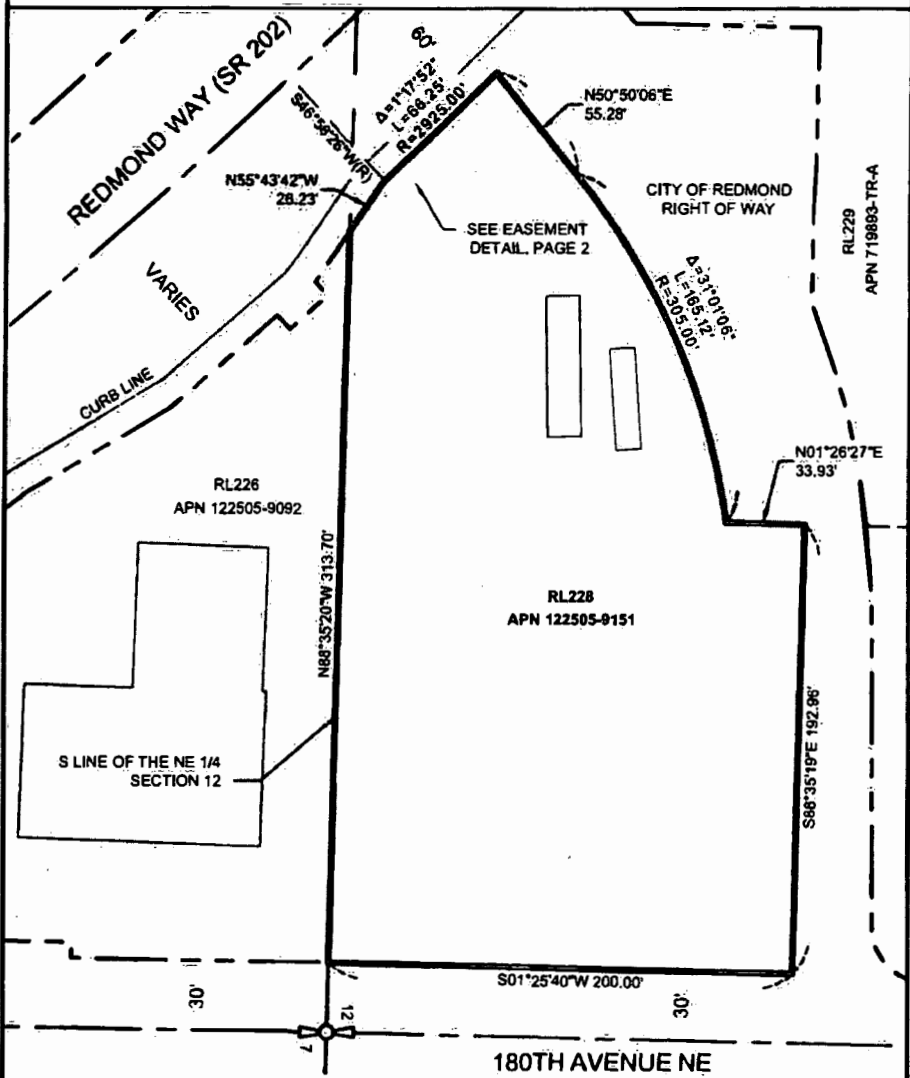 REDMOND WAY (SR 202)
60'
Δ=1°17'52"
L=66.25'
R=2925.00'
S46°56'26"W(R)
N55°43'42"W
28.23'
N50°50'06"E
55.28'
CITY OF REDMOND
RIGHT OF WAY
RL229
APN 719893-TR-A
SEE EASEMENT
DETAIL, PAGE 2
VARIES
CURB LINE
Δ=31°01'06"
L=165.12'
R=305.00'
N01°26'27"E
33.93'
RL226
APN 122505-9092
N88°35'20"W 313.70'
RL228
APN 122505-9151
S LINE OF THE NE 1/4
SECTION 12
S88°35'19"E 192.96'
S01°25'40"W 200.00'
30'
12
7
30'
180TH AVENUE NE